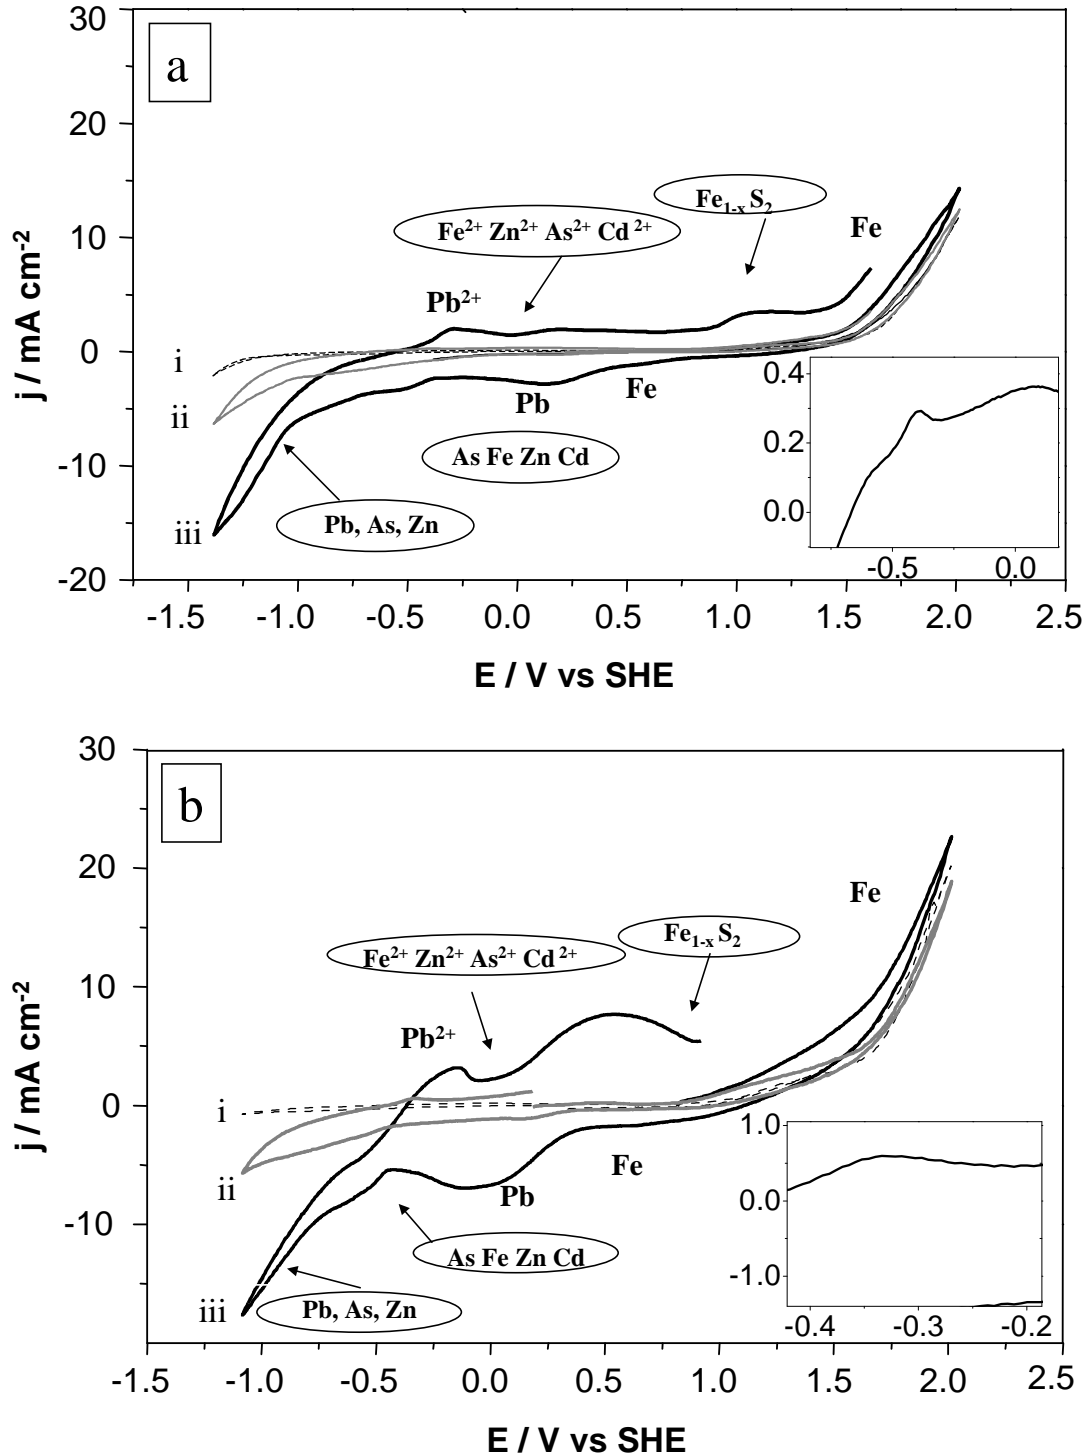 30
a
20
Fe1-x S2
10
Fe2+ Zn2+ As2+ Cd 2+
Fe
Pb2+
j / mA cm-2
0
i
ii
Pb
Fe
0.4
0.2
0.0
-0.5 0.0
-10
As Fe Zn Cd
Pb, As, Zn
iii
-20
-1.5 -1.0 -0.5 0.0 0.5 1.0 1.5 2.0 2.5
E / V vs SHE
30
b
20
Fe
Fe1-x S2
Fe2+ Zn2+ As2+ Cd 2+
10
Pb2+
j / mA cm-2
0
i
ii
Fe
Pb
1.0
0.0
-1.0
-0.4 -0.3 -0.2
-10
As Fe Zn Cd
Pb, As, Zn
iii
-1.5 -1.0 -0.5 0.0 0.5 1.0 1.5 2.0 2.5
E / V vs SHE